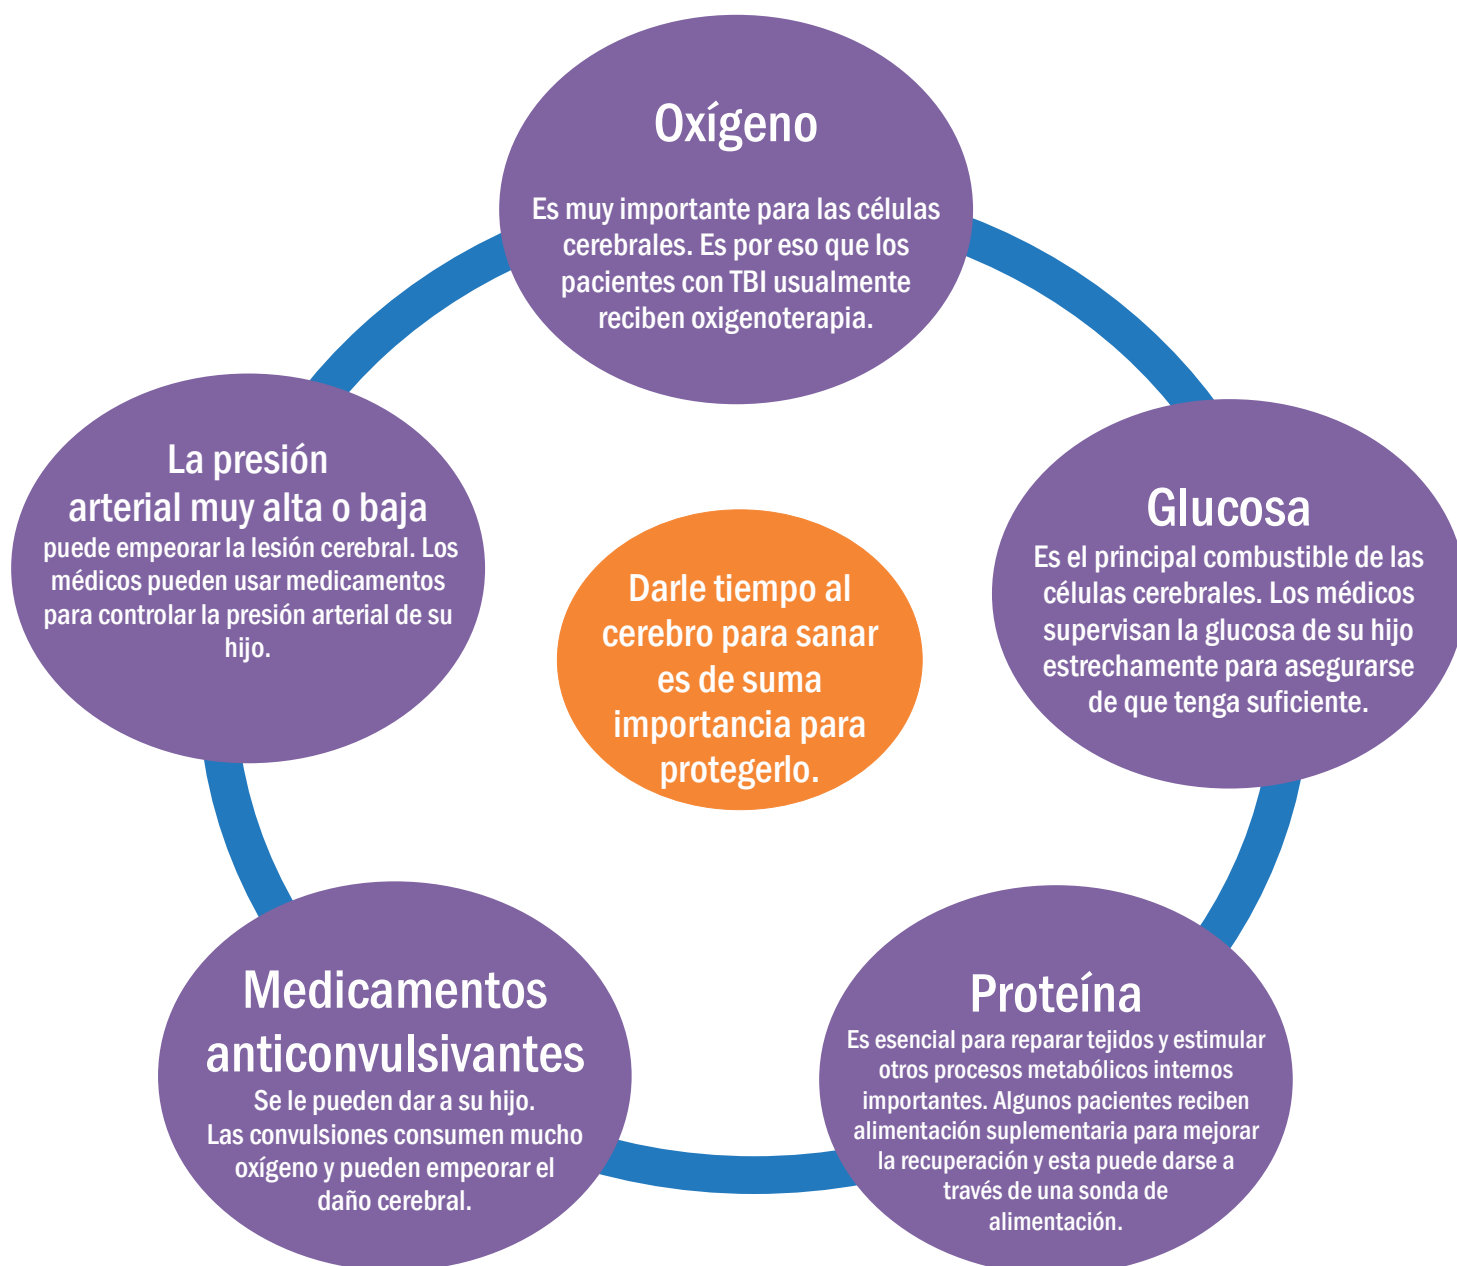 Oxígeno
Es muy importante para las células
cerebrales. Es por eso que los
pacientes con TBI usualmente
reciben oxigenoterapia.
La presión
arterial muy alta o baja
puede empeorar la lesión cerebral. Los
médicos pueden usar medicamentos
para controlar la presión arterial de su
hijo.
Glucosa
Es el principal combustible de las
células cerebrales. Los médicos
supervisan la glucosa de su hijo
estrechamente para asegurarse
de que tenga suficiente.
Darle tiempo al
cerebro para sanar
es de suma
importancia para
protegerlo.
Medicamentos
anticonvulsivantes
Se le pueden dar a su hijo.
Las convulsiones consumen mucho
oxígeno y pueden empeorar el
daño cerebral.
Proteína
Es esencial para reparar tejidos y estimular
otros procesos metabólicos internos
importantes. Algunos pacientes reciben
alimentación suplementaria para mejorar
la recuperación y esta puede darse a
través de una sonda de
alimentación.